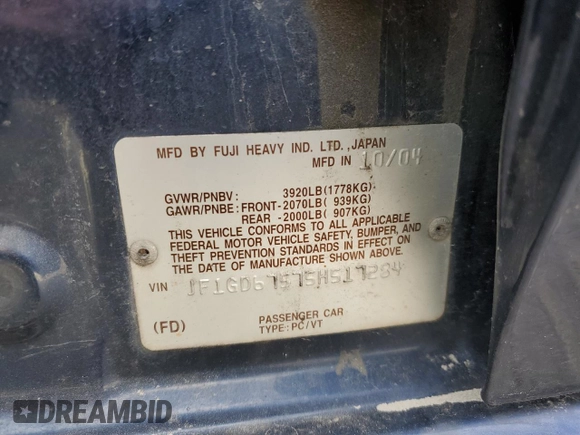 MFD BY FUJI HEAVY IND. LTD.,JAPAN
MFD IN 10/04
GVWR/PNBV: 3920LB(1778KG)
GAWR/PNBE: FRONT-2070LB( 939KG)
REAR -2000LB( 907KG)
THIS VEHICLE CONFORMS TO ALL APPLICABLE
FEDERAL MOTOR VEHICLE SAFETY, BUMPER, AND
THEFT PREVENTION STANDARDS IN EFFECT ON
THE DATE OF MANUFACTURE SHOWN ABOVE.
VIN
(FD)
PASSENGER CAR
TYPE: PC/VT
DREAMBID